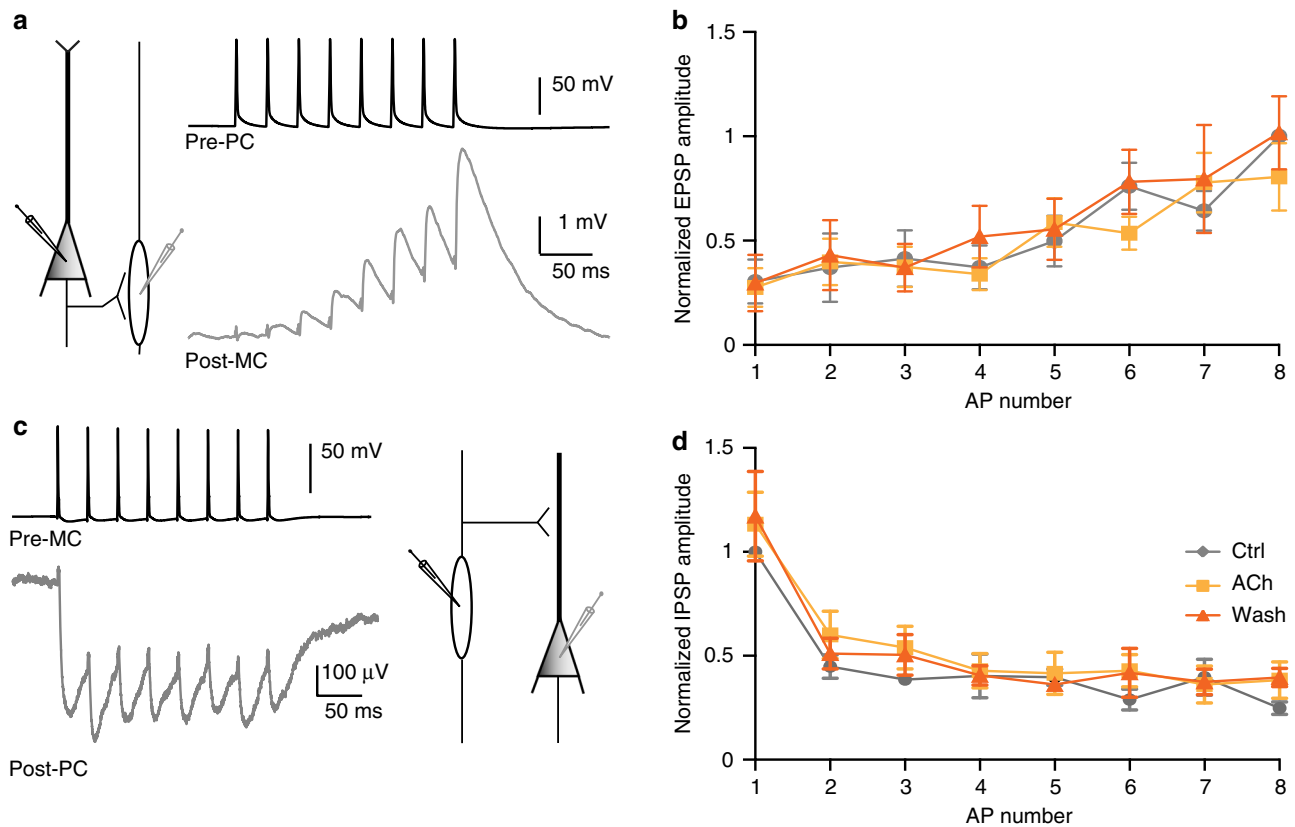 a
50 mV
Pre-PC
1 mV
50 ms
Post-MC
b
Normalized EPSP amplitude
1.5
1
0.5
0
1 2 3 4 5 6 7 8
AP number
c
50 mV
Pre-MC
100 µV
50 ms
Post-PC
d
Normalized IPSP amplitude
1.5
1
0.5
0
Ctrl
ACh
Wash
1 2 3 4 5 6 7 8
AP number